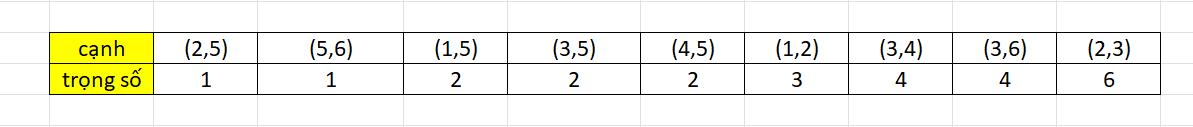 cạnh (2,5) (5,6) (1,5) (3,5) (4,5) (1,2) (3,4) (3,6) (2,3)
trọng số 1 1 2 2 2 3 4 4 6